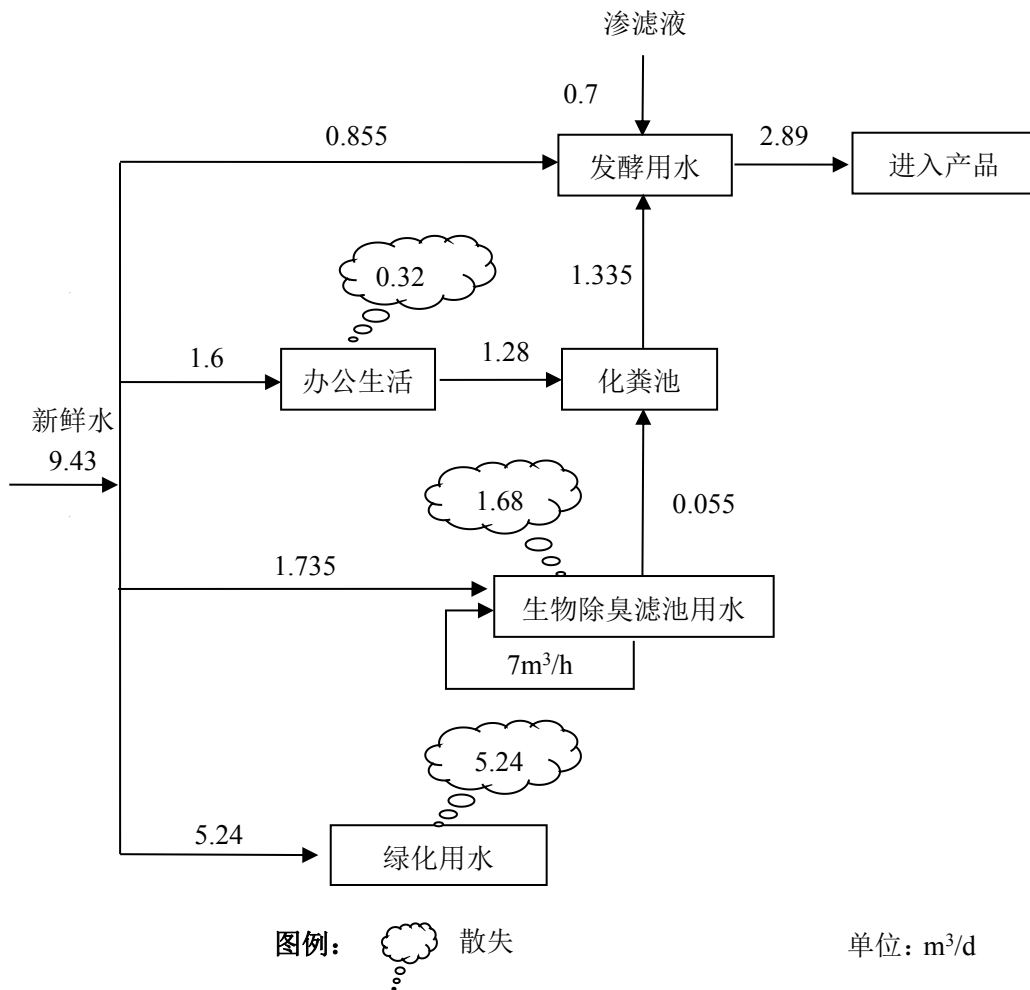 渗滤液
0.7
0.855
发酵用水
2.89
进入产品
0.32
1.335
1.6
办公生活
1.28
化粪池
新鲜水
9.43
1.68
0.055
1.735
生物除臭滤池用水
7m³/h
5.24
5.24
绿化用水
图例：
散失
单位：m³/d